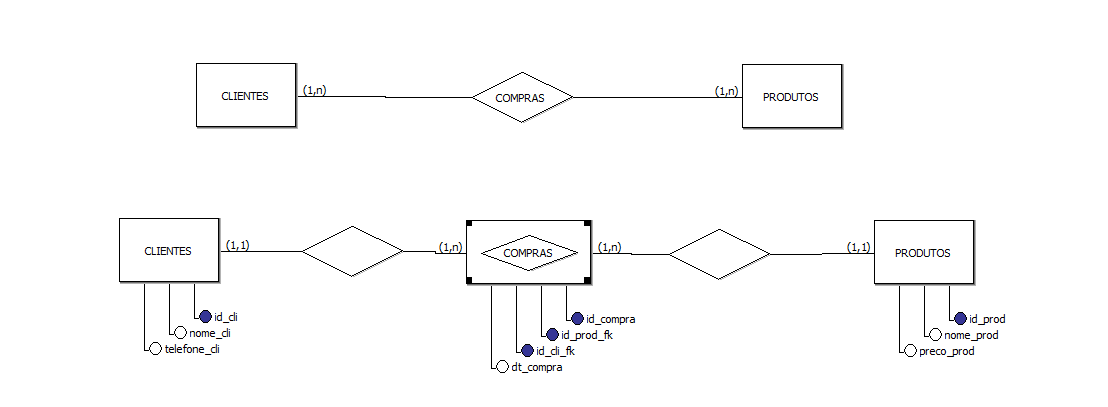 CLIENTES (1,n) COMPRAS (1,n) PRODUTOS
CLIENTES (1,1) (1,n) COMPRAS (1,n) (1,1) PRODUTOS
id_cli
nome_cli
telefone_cli
id_compra
id_prod_fk
id_cli_fk
dt_compra
id_prod
nome_prod
preco_prod